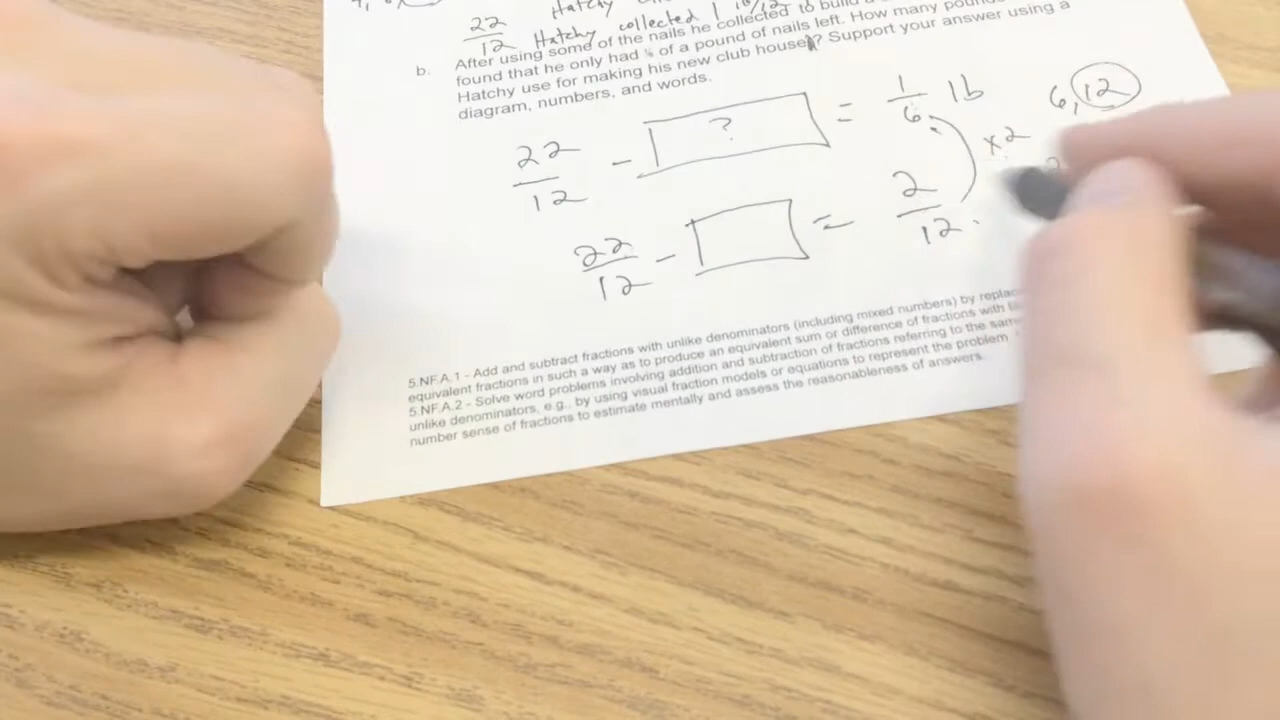 Hatchy
22/12 Hatchy collected 1 10/12
b. After using some of the nails he collected to build a
found that he only had ⅙ of a pound of nails left. How many pounds
Hatchy use for making his new club house? Support your answer using a
diagram, numbers, and words.
22/12 - ? = 1/6 lb 6, 12
x2
22/12 - = 2/12
5.NF.A.1 - Add and subtract fractions with unlike denominators (including mixed numbers) by replac
equivalent fractions in such a way as to produce an equivalent sum or difference of fractions with
5.NF.A.2 - Solve word problems involving addition and subtraction of fractions referring to the same
unlike denominators, e.g., by using visual fraction models or equations to represent the problem
number sense of fractions to estimate mentally and assess the reasonableness of answers.